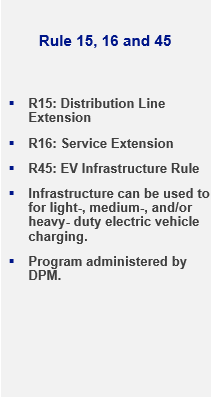 Rule 15, 16 and 45
▪ R15: Distribution Line
Extension
▪ R16: Service Extension
▪ R45: EV Infrastructure Rule
▪ Infrastructure can be used to
for light-, medium-, and/or
heavy- duty electric vehicle
charging.
▪ Program administered by
DPM.